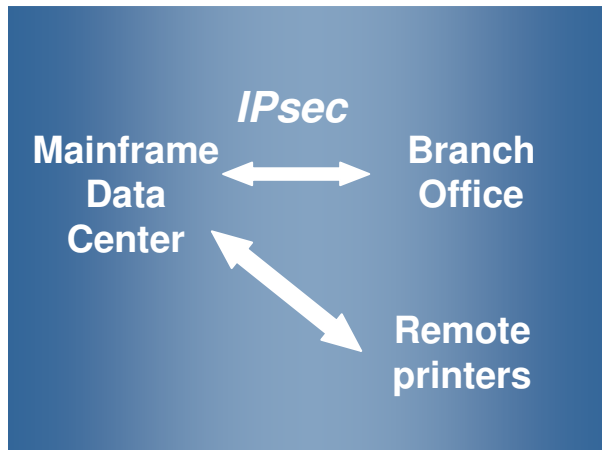 IPsec
Mainframe
Data
Center
Branch
Office
Remote
printers